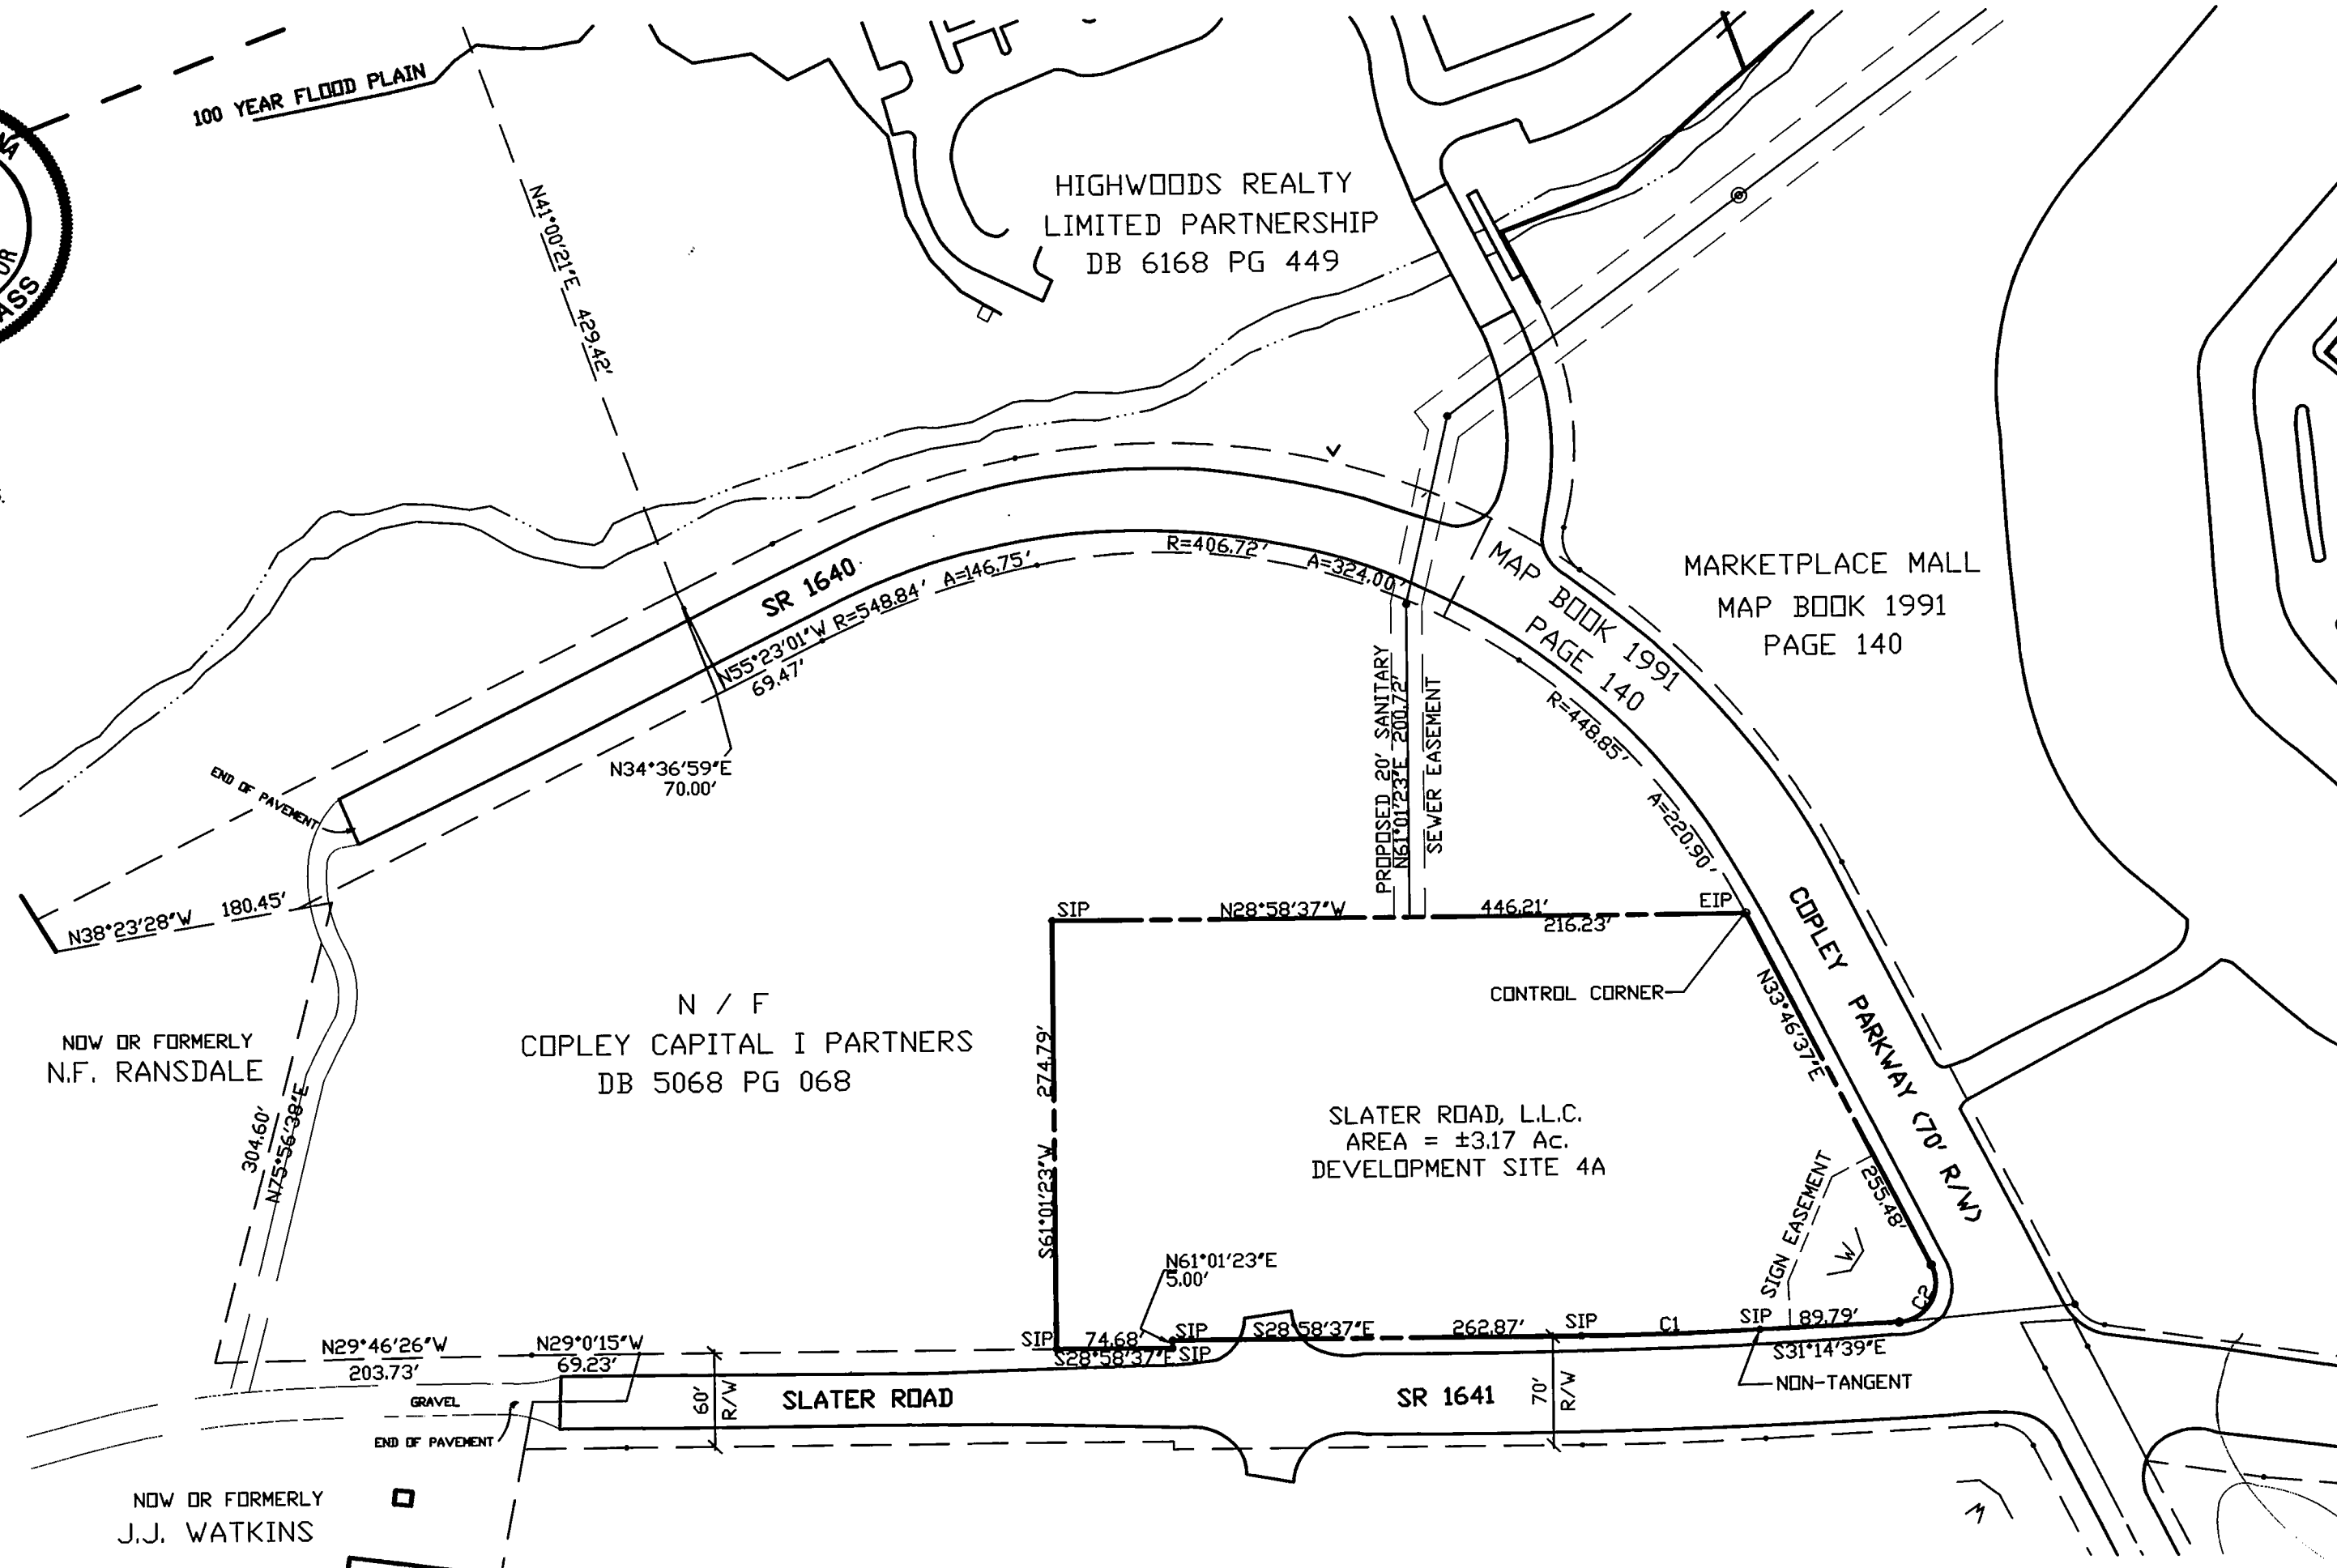 100 YEAR FLOOD PLAIN
NA
OR
ASS
N41°00'21"E 429.42'
HIGHWOODS REALTY
LIMITED PARTNERSHIP
DB 6168 PG 449
SR 1640
N55°23'01"W
69.47'
R=548.84'
A=146.75'
R=406.72'
A=324.00'
MAP BOOK 1991
PAGE 140
MARKETPLACE MALL
MAP BOOK 1991
PAGE 140
R=448.85'
A=220.90'
N34°36'59"E
70.00'
END OF PAVEMENT
PROPOSED 20' SANITARY
N61°01'23"E 200.72'
SEWER EASEMENT
N38°23'28"W 180.45'
SIP
N28°58'37"W
446.21'
216.23'
EIP
CONTROL CORNER
COPLEY PARKWAY (70' R/W)
N33°46'37"E
255.48'
N / F
COPLEY CAPITAL I PARTNERS
DB 5068 PG 068
NOW OR FORMERLY
N.F. RANSDALE
304.60'
N75°56'38"E
274.79'
S61°01'23"W
SLATER ROAD, L.L.C.
AREA = ±3.17 Ac.
DEVELOPMENT SITE 4A
SIGN EASEMENT
W
C2
N61°01'23"E
5.00'
N29°46'26"W
203.73'
N29°0'15"W
69.23'
SIP
74.68'
SIP
S28°58'37"E
SIP
S28°58'37"E
262.87'
SIP
C1
SIP
89.79'
S31°14'39"E
NON-TANGENT
GRAVEL
END OF PAVEMENT
60'
R/W
SLATER ROAD
SR 1641
70'
R/W
NOW OR FORMERLY
J.J. WATKINS